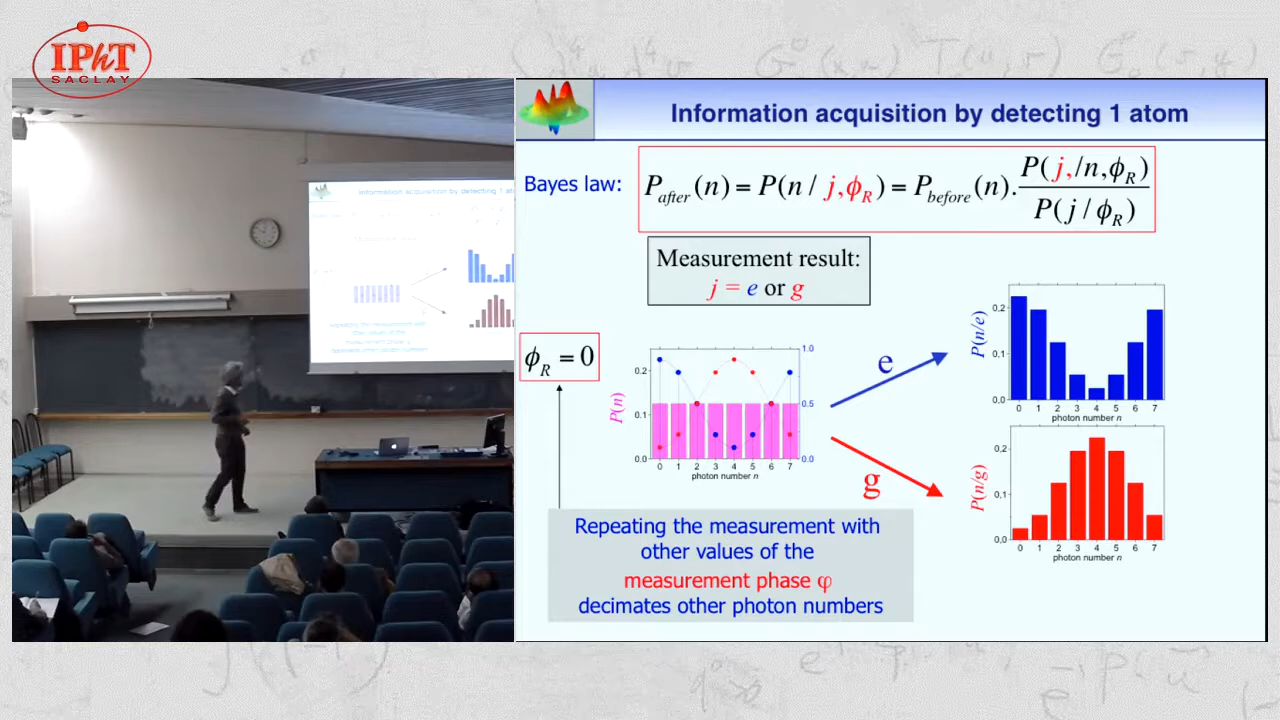 IPhT
SACLAY
Information acquisition by detecting 1 atom
Bayes law:
P_after (n) = P(n / j,ϕ_R) = P_before (n). P( j,/n,ϕ_R) / P(j / ϕ_R)
Measurement result:
j = e or g
ϕ_R = 0
P(n)
0.2
0.1
0.0
1.0
0.5
0.0
0 1 2 3 4 5 6 7
photon number n
e
g
P(n/e)
0,2
0.1
0.0
0 1 2 3 4 5 6 7
photon number n
P(n/g)
0,2
0.1
0.0
0 1 2 3 4 5 6 7
photon number n
Repeating the measurement with
other values of the
measurement phase φ
decimates other photon numbers